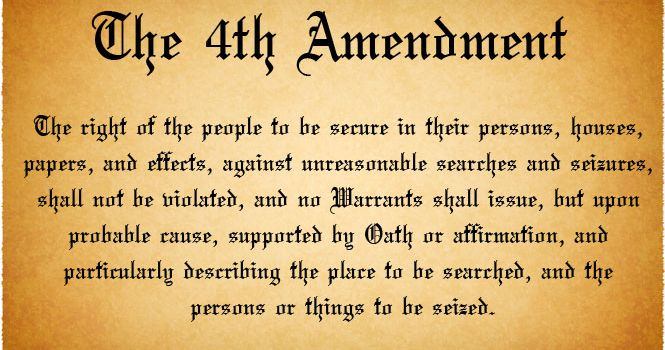 The 4th Amendment
The right of the people to be secure in their persons, houses,
papers, and effects, against unreasonable searches and seizures,
shall not be violated, and no Warrants shall issue, but upon
probable cause, supported by Oath or affirmation, and
particularly describing the place to be searched, and the
persons or things to be seized.